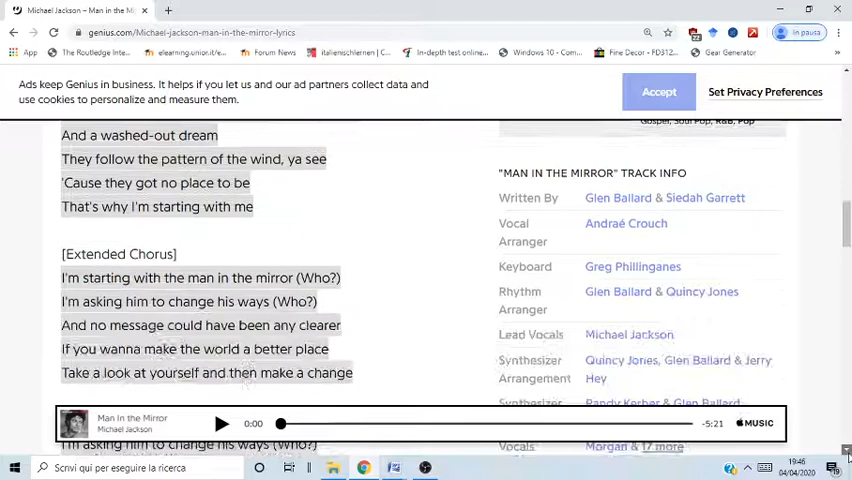 Michael Jackson – Man in the Mir
genius.com/Michael-jackson-man-in-the-mirror-lyrics
in pausa
App
The Routledge Inte...
elearning.unior.it/e...
Forum News
italienischlernen | C...
In-depth test online...
Windows 10 - Com...
Fine Decor - FD312...
Gear Generator
Ads keep Genius in business. It helps if you let us and our ad partners collect data and
use cookies to personalize and measure them.
Accept
Set Privacy Preferences
Gospel, Soul Pop, R&B, Pop
And a washed-out dream
They follow the pattern of the wind, ya see
'Cause they got no place to be
That's why I'm starting with me
[Extended Chorus]
I'm starting with the man in the mirror (Who?)
I'm asking him to change his ways (Who?)
And no message could have been any clearer
If you wanna make the world a better place
Take a look at yourself and then make a change
"MAN IN THE MIRROR" TRACK INFO
Written By Glen Ballard & Siedah Garrett
Vocal Andraé Crouch
Arranger
Keyboard Greg Phillinganes
Rhythm Glen Ballard & Quincy Jones
Arranger
Lead Vocals Michael Jackson
Synthesizer Quincy Jones, Glen Ballard & Jerry
Arrangement Hey
Synthesizer Randy Kerber & Glen Ballard
Vocals Morgan & 17 more
Man In the Mirror
Michael Jackson
0:00
-5:21
MUSIC
I'm asking him to change his ways (Who?)
Scrivi qui per eseguire la ricerca
19:46
04/04/2020